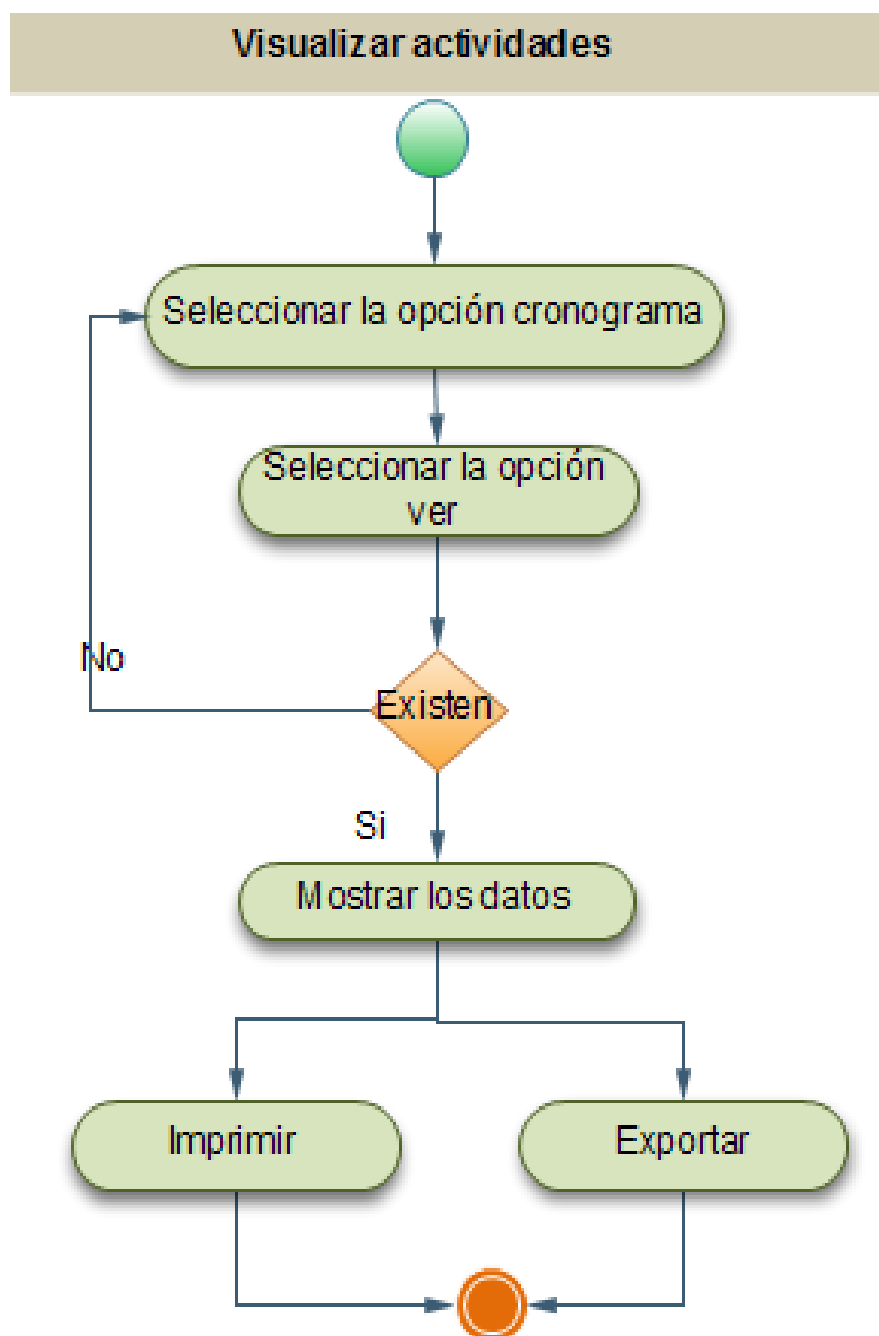 Visualizar actividades
Seleccionar la opción cronograma
Seleccionar la opción
ver
No
Existen
Si
Mostrar los datos
Imprimir
Exportar